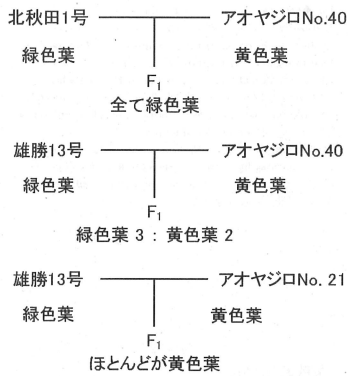 北秋田1号 アオヤジロNo.40
緑色葉 黄色葉
F₁
全て緑色葉
雄勝13号 アオヤジロNo.40
緑色葉 黄色葉
F₁
緑色葉 3 : 黄色葉 2
雄勝13号 アオヤジロNo. 21
緑色葉 黄色葉
F₁
ほとんどが黄色葉